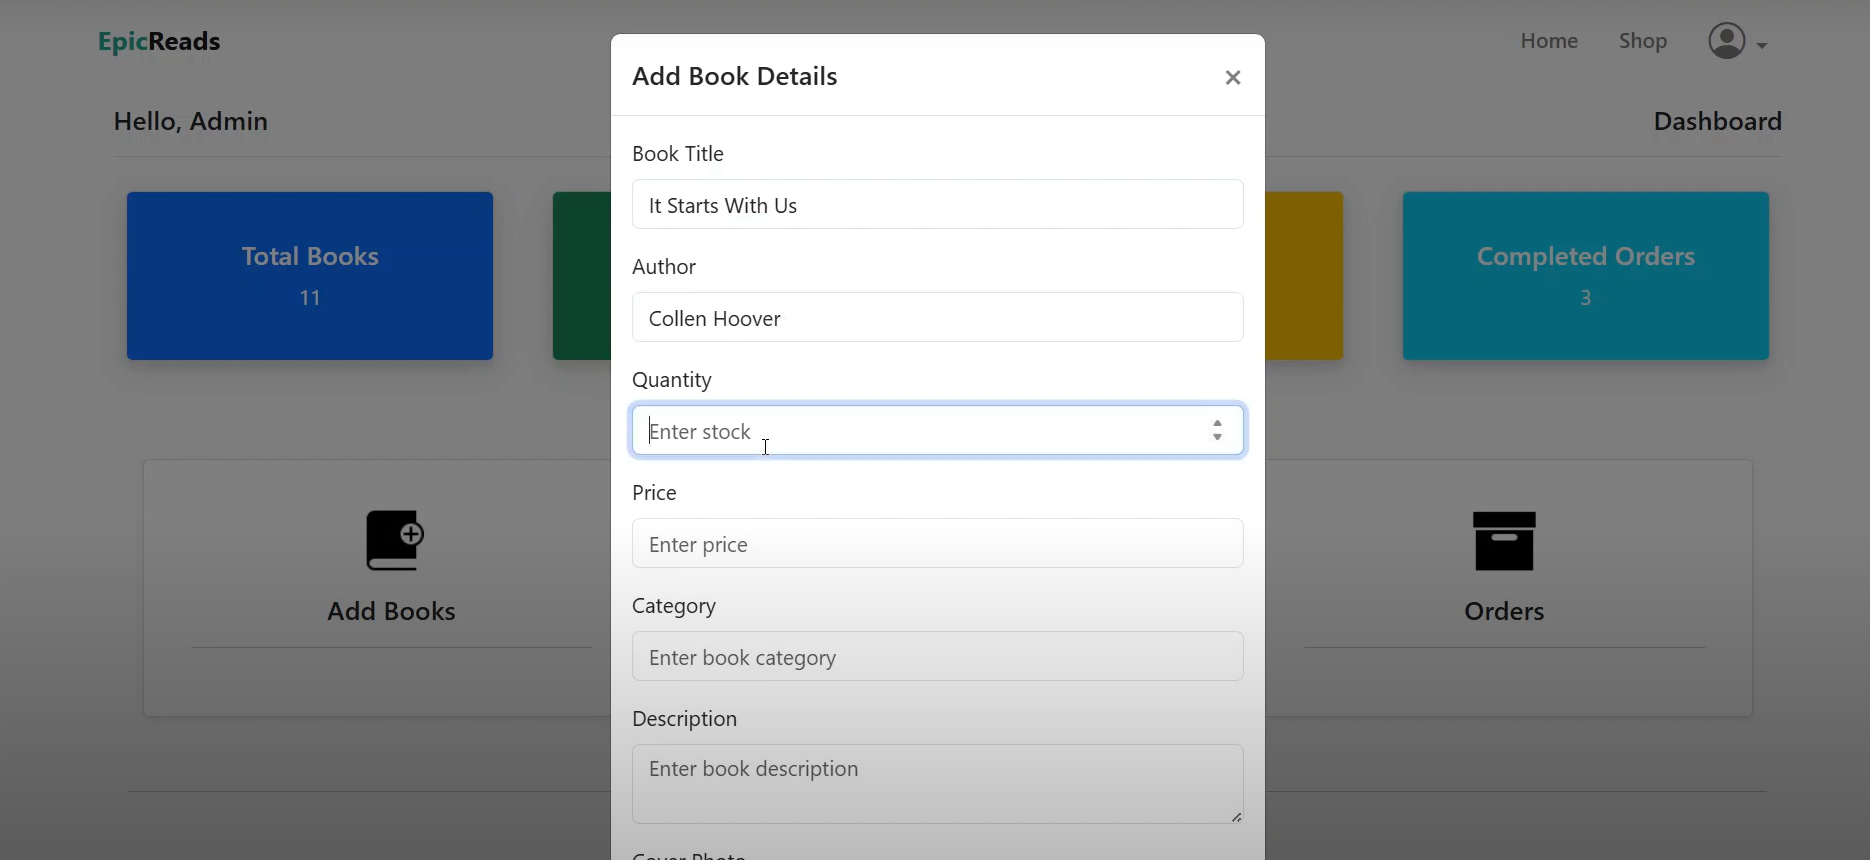 EpicReads
Home
Shop
Hello, Admin
Dashboard
Total Books
11
Completed Orders
3
Add Books
Orders
Add Book Details
×
Book Title
It Starts With Us
Author
Collen Hoover
Quantity
Enter stock
Price
Enter price
Category
Enter book category
Description
Enter book description
Cover Photo